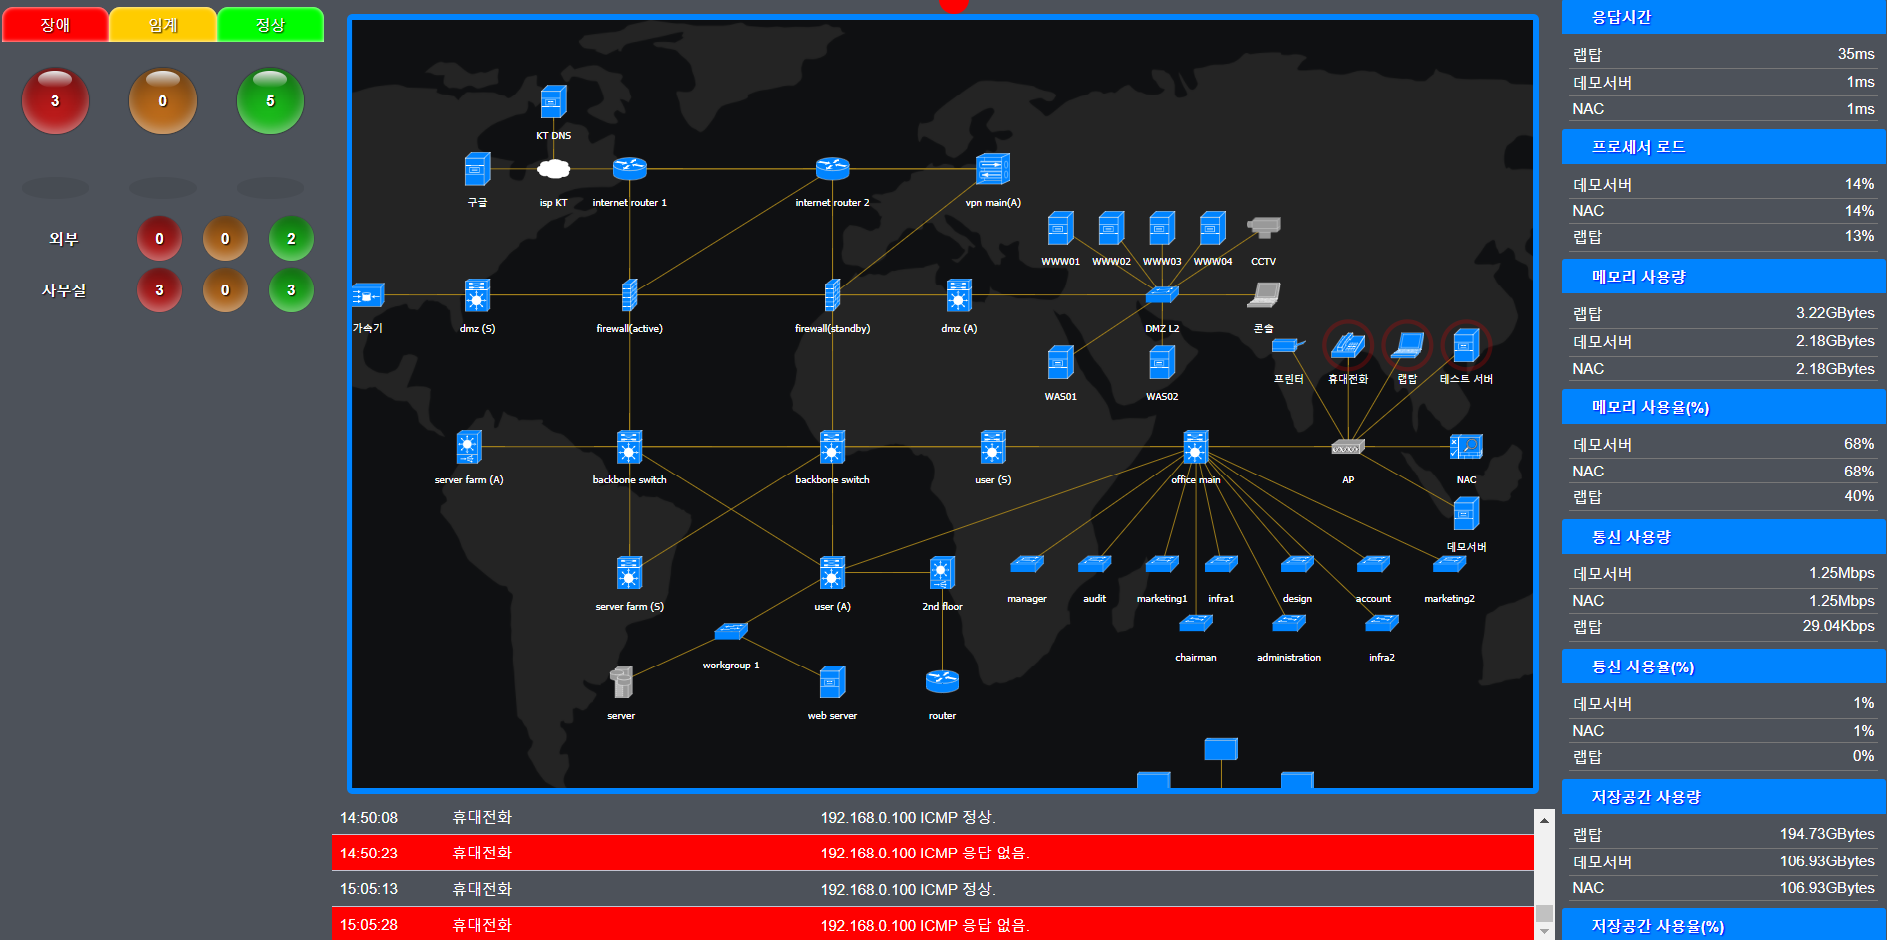 장애 임계 정상
3 0 5
외부 0 0 2
사무실 3 0 3
KT DNS
구글 isp KT internet router 1 internet router 2 vpn main(A)
WWW01 WWW02 WWW03 WWW04 CCTV
가속기 dmz (S) firewall(active) firewall(standby) dmz (A) DMZ L2 콘솔
프린터 휴대전화 랩탑 테스트 서버
WAS01 WAS02
server farm (A) backbone switch backbone switch user (S) office main AP NAC
데모서버
server farm (S) user (A) 2nd floor manager audit marketing1 infra1 design account marketing2
workgroup 1 chairman administration infra2
server web server router
14:50:08 휴대전화 192.168.0.100 ICMP 정상.
14:50:23 휴대전화 192.168.0.100 ICMP 응답 없음.
15:05:13 휴대전화 192.168.0.100 ICMP 정상.
15:05:28 휴대전화 192.168.0.100 ICMP 응답 없음.
응답시간
랩탑 35ms
데모서버 1ms
NAC 1ms
프로세서 로드
데모서버 14%
NAC 14%
랩탑 13%
메모리 사용량
랩탑 3.22GBytes
데모서버 2.18GBytes
NAC 2.18GBytes
메모리 사용율(%)
데모서버 68%
NAC 68%
랩탑 40%
통신 사용량
데모서버 1.25Mbps
NAC 1.25Mbps
랩탑 29.04Kbps
통신 사용율(%)
데모서버 1%
NAC 1%
랩탑 0%
저장공간 사용량
랩탑 194.73GBytes
데모서버 106.93GBytes
NAC 106.93GBytes
저장공간 사용율(%)